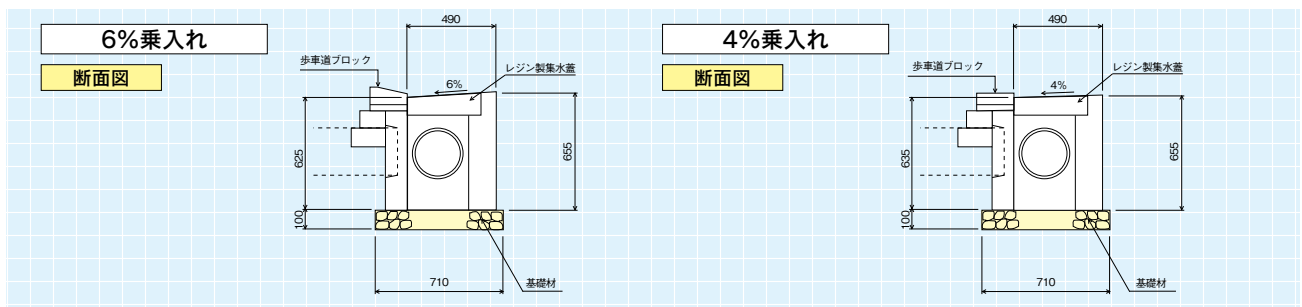 6%乗入れ
断面図
490
歩車道ブロック
レジン製集水蓋
6%
625
655
100
710
基礎材
4%乗入れ
断面図
490
歩車道ブロック
レジン製集水蓋
4%
635
655
100
710
基礎材